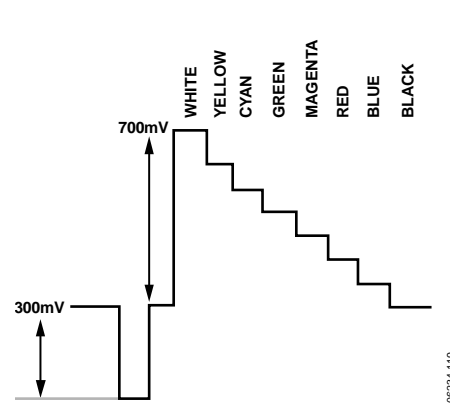 WHITE
YELLOW
CYAN
GREEN
MAGENTA
RED
BLUE
BLACK
700mV
300mV